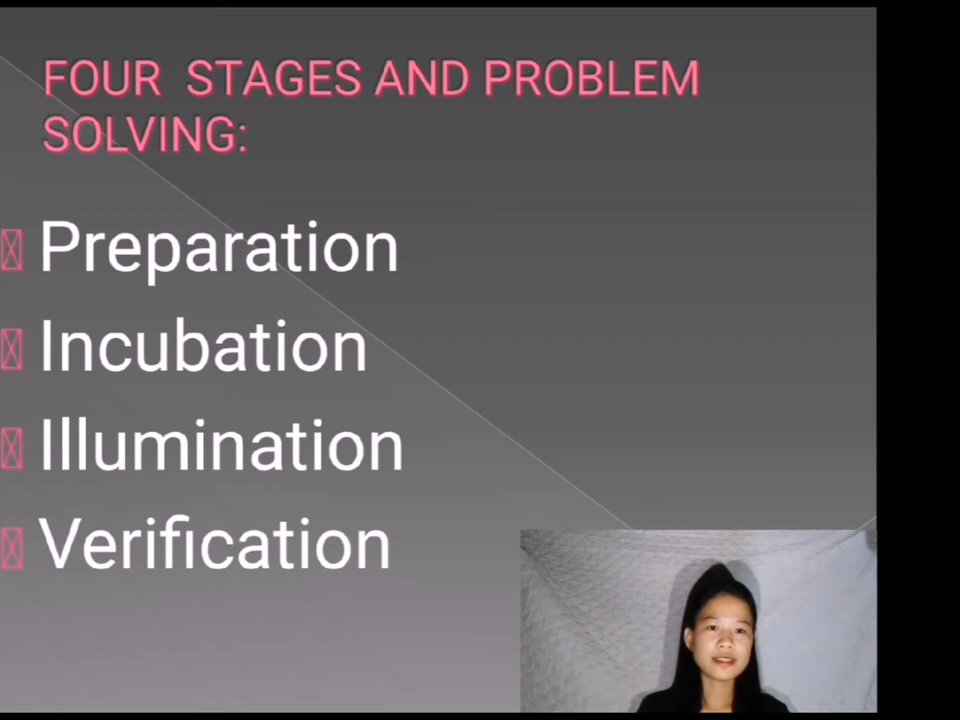 FOUR STAGES AND PROBLEM
SOLVING:
Preparation
Incubation
Illumination
Verification